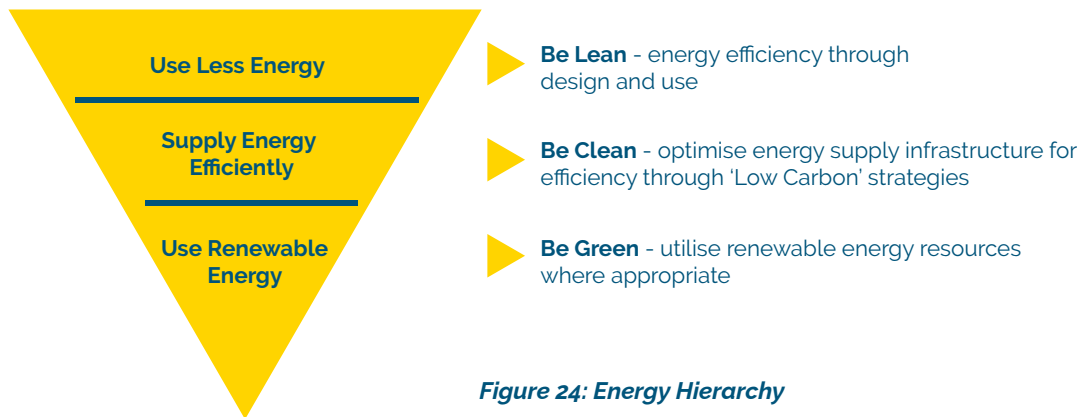 Use Less Energy
Be Lean - energy efficiency through
design and use
Supply Energy
Efficiently
Be Clean - optimise energy supply infrastructure for
efficiency through ‘Low Carbon’ strategies
Use Renewable
Energy
Be Green - utilise renewable energy resources
where appropriate
Figure 24: Energy Hierarchy